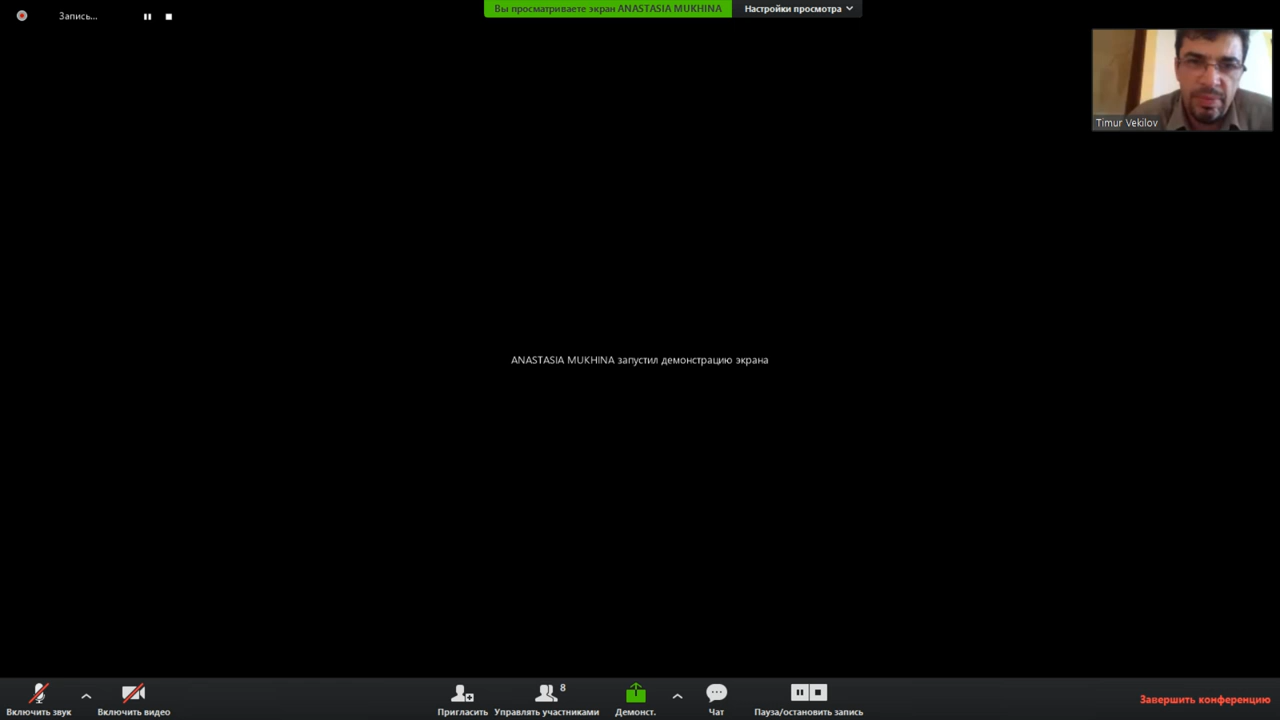 Запись...
Вы просматриваете экран ANASTASIA MUKHINA
Настройки просмотра
Timur Vekilov
ANASTASIA MUKHINA запустил демонстрацию экрана
8
Включить звук
Включить видео
Пригласить
Управлять участниками
Демонст.
Чат
Пауза/остановить запись
Завершить конференцию